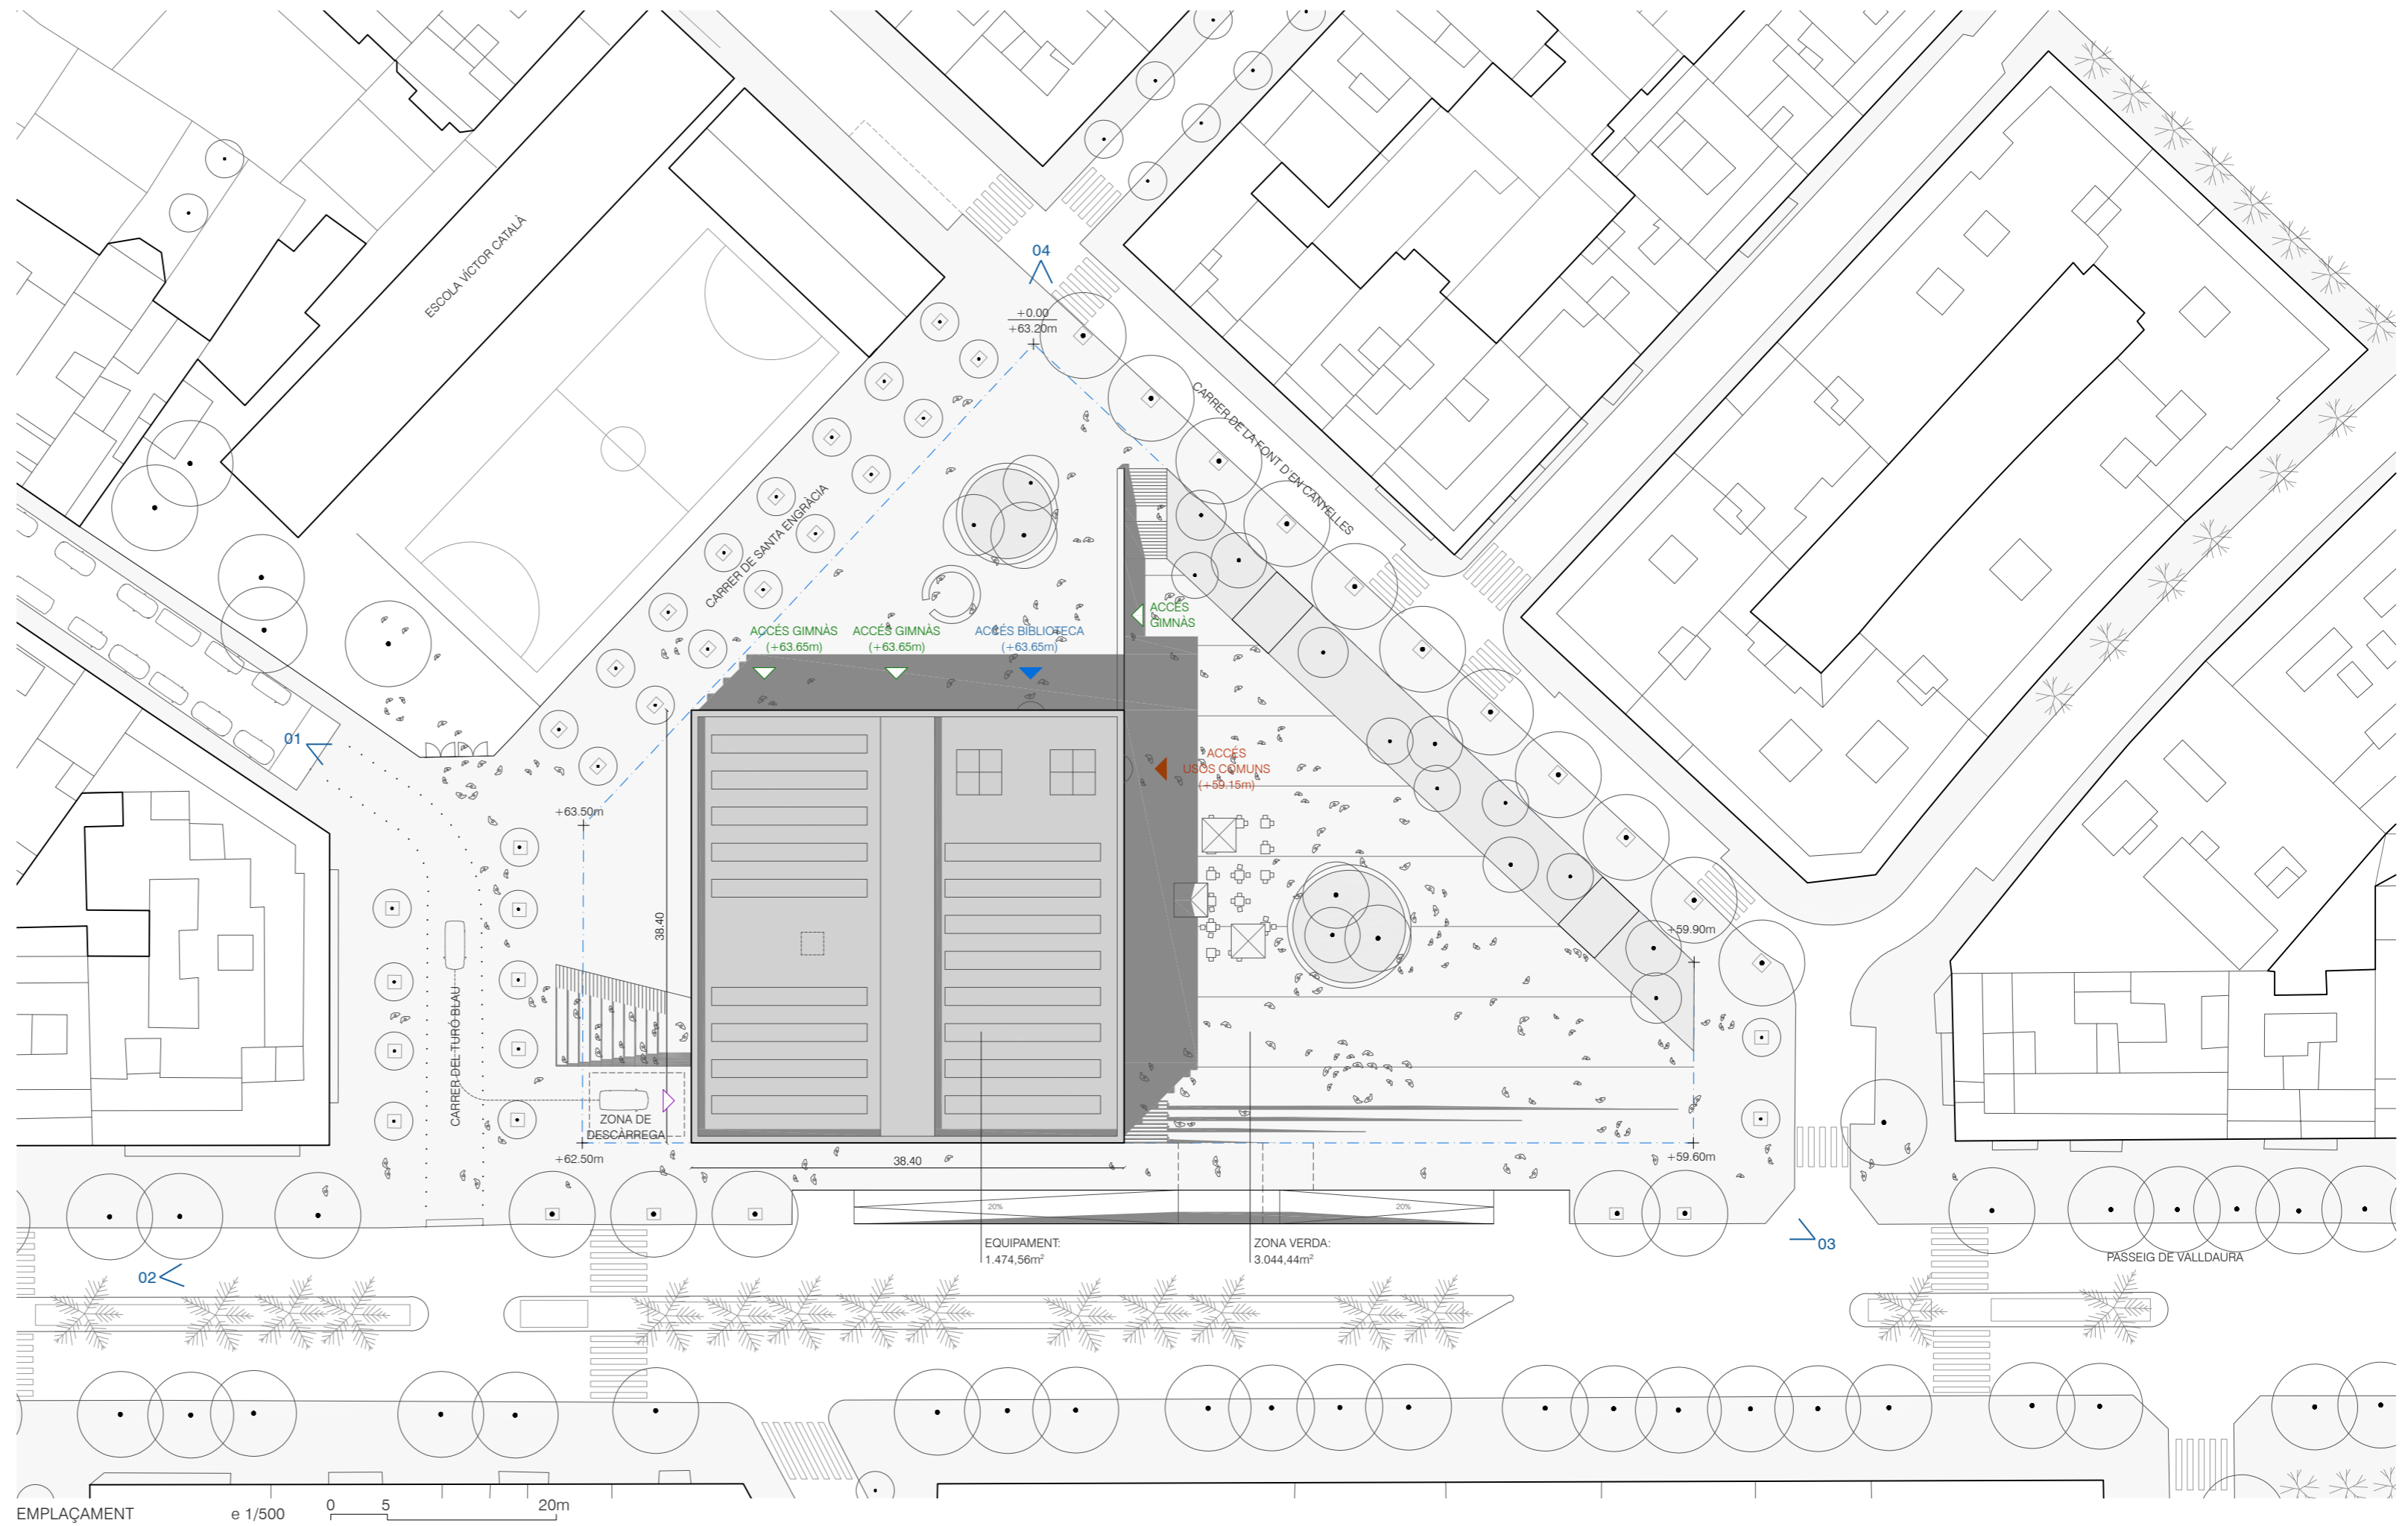 ESCOLA VÍCTOR CATALÀ
04
+0.00
+63.20m
CARRER DE LA FONT D'EN CANYELLES
CARRER DE SANTA ENGRÀCIA
ACCÉS GIMNÀS
(+63.65m)
ACCÉS GIMNÀS
(+63.65m)
ACCÉS BIBLIOTECA
(+63.65m)
ACCÉS
GIMNÀS
01
ACCÉS
USOS COMUNS
(+59.15m)
+63.50m
38.40
+59.90m
CARRER DEL TURÓ BLAU
ZONA DE
DESCÀRREGA
+62.50m
38.40
+59.60m
20%
20%
EQUIPAMENT:
1.474,56m²
ZONA VERDA:
3.044,44m²
03
PASSEIG DE VALLDAURA
02
EMPLAÇAMENT
e 1/500
0 5 20m